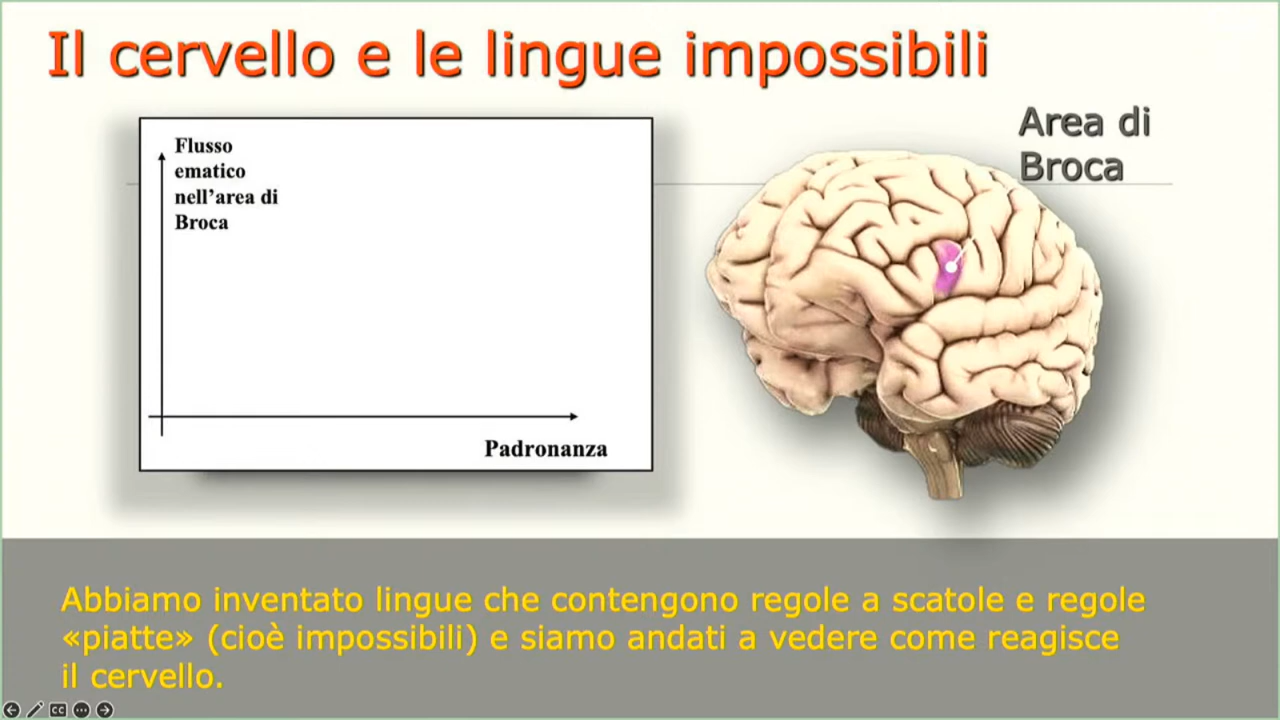 Il cervello e le lingue impossibili
Flusso
ematico
nell'area di
Broca
Padronanza
Area di
Broca
Abbiamo inventato lingue che contengono regole a scatole e regole
«piatte» (cioè impossibili) e siamo andati a vedere come reagisce
il cervello.
CC